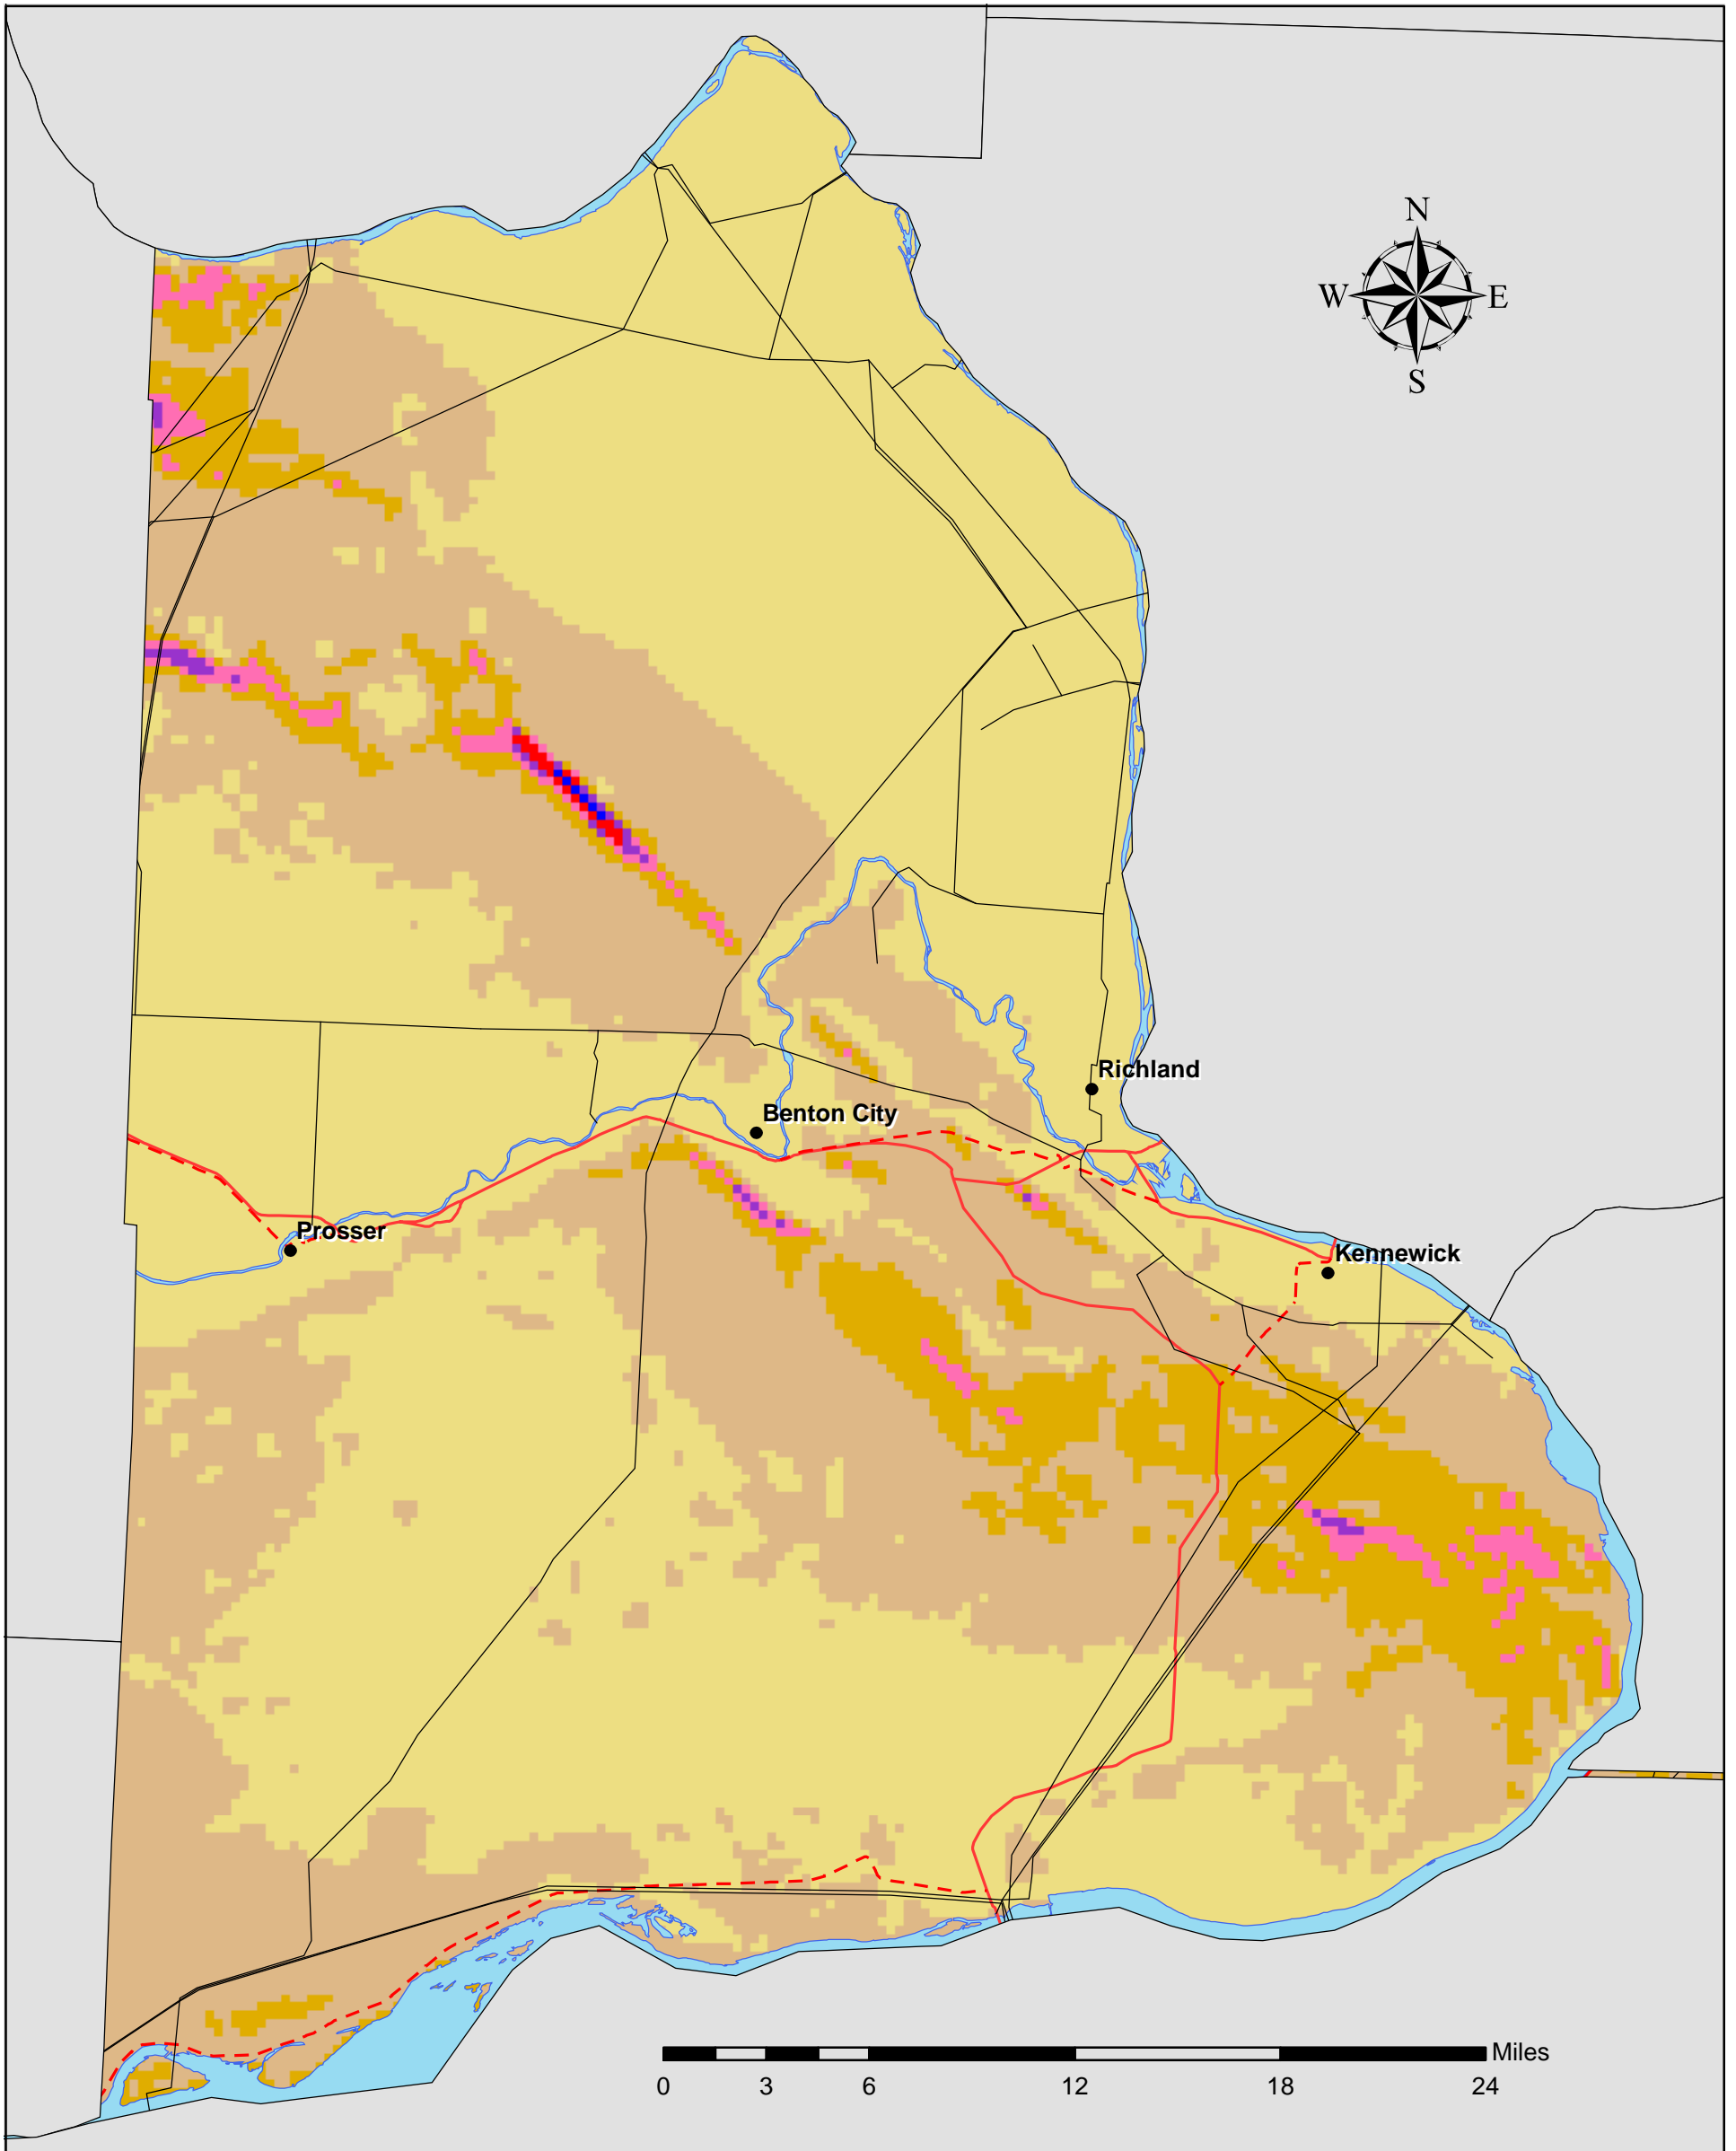 N
W E
S
Richland
Benton City
Prosser
Kennewick
Miles
0 3 6 12 18 24